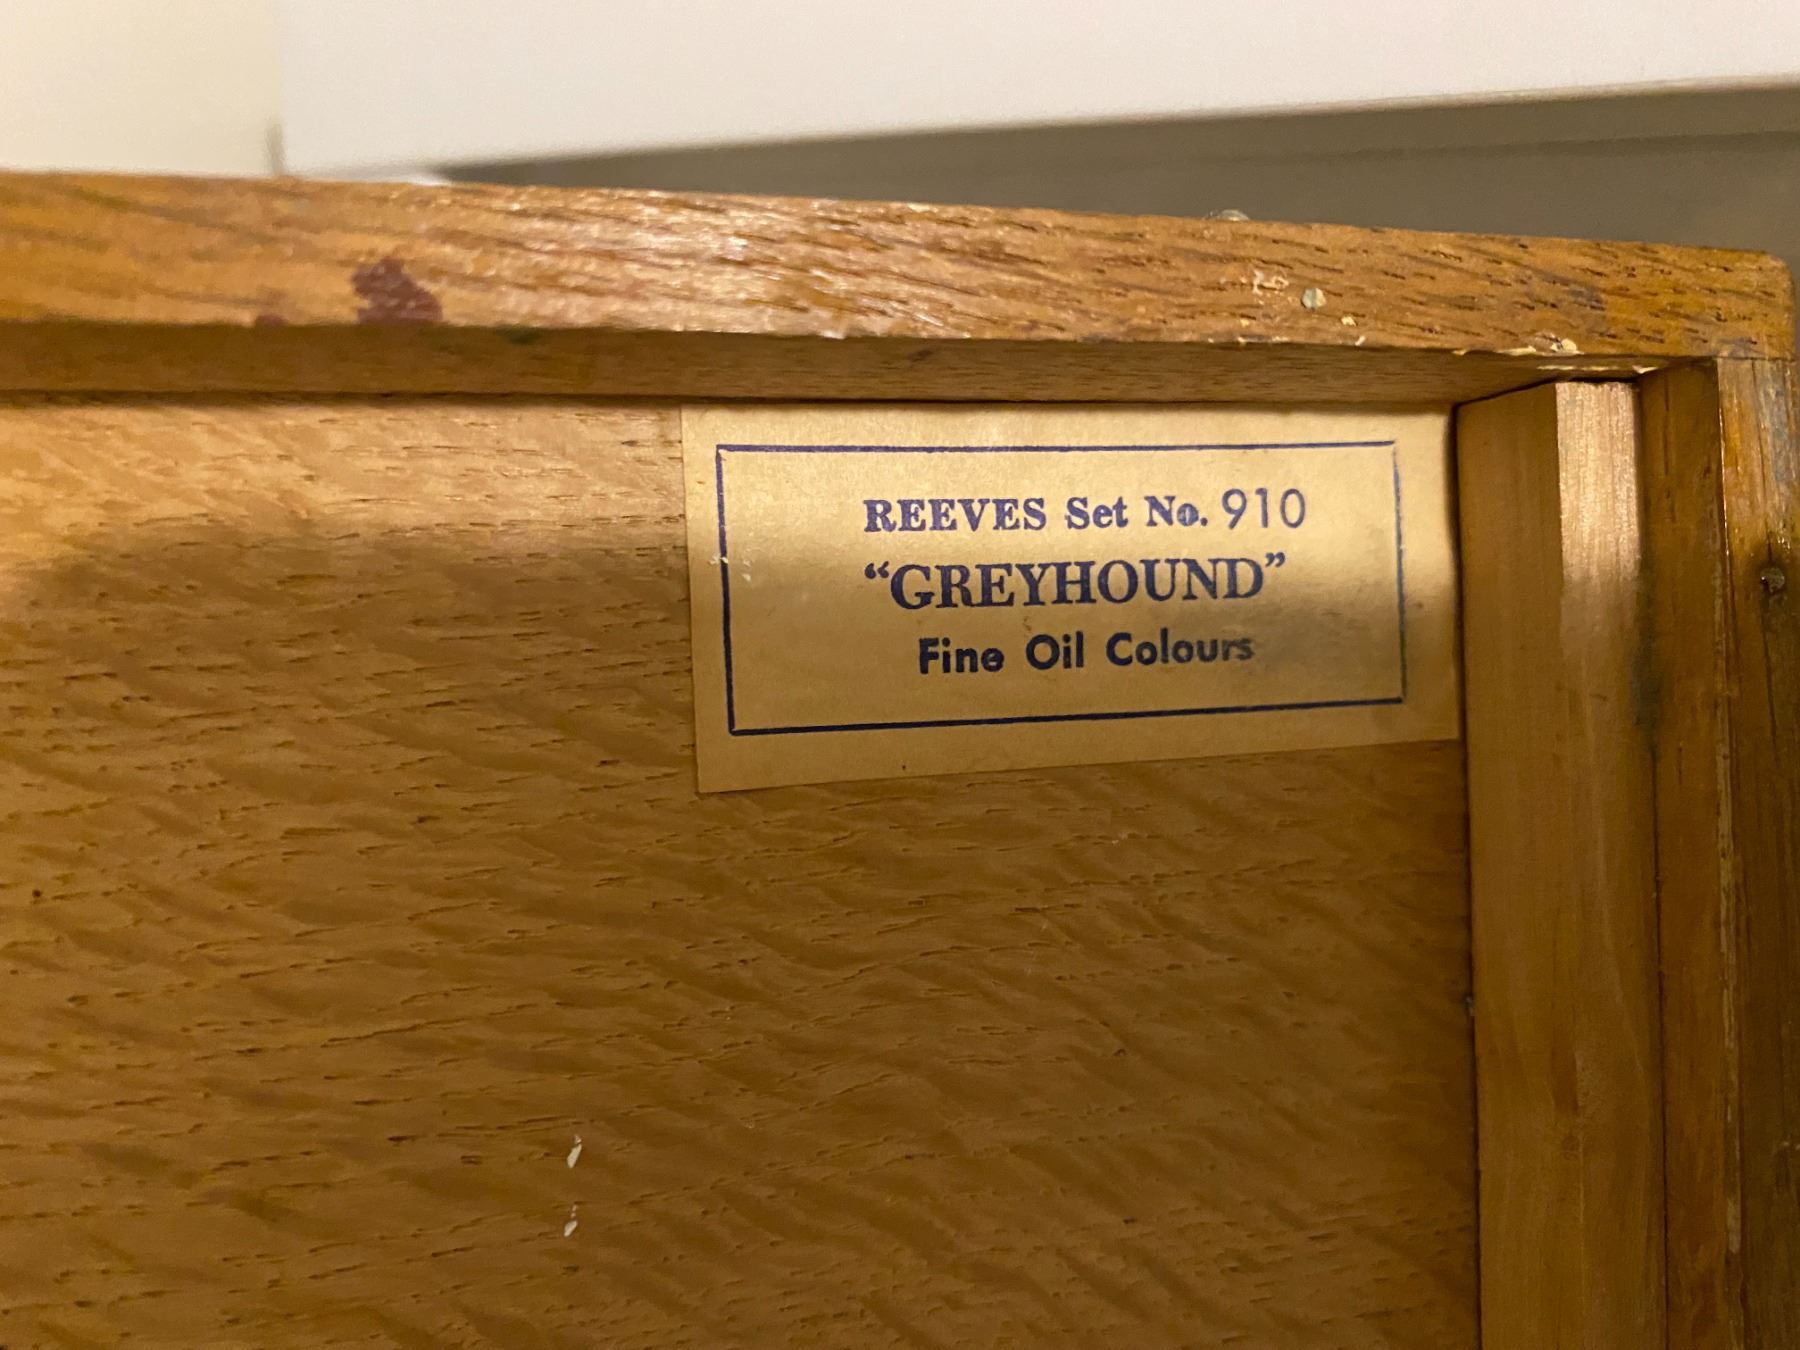 REEVES Set No. 910
“GREYHOUND”
Fine Oil Colours